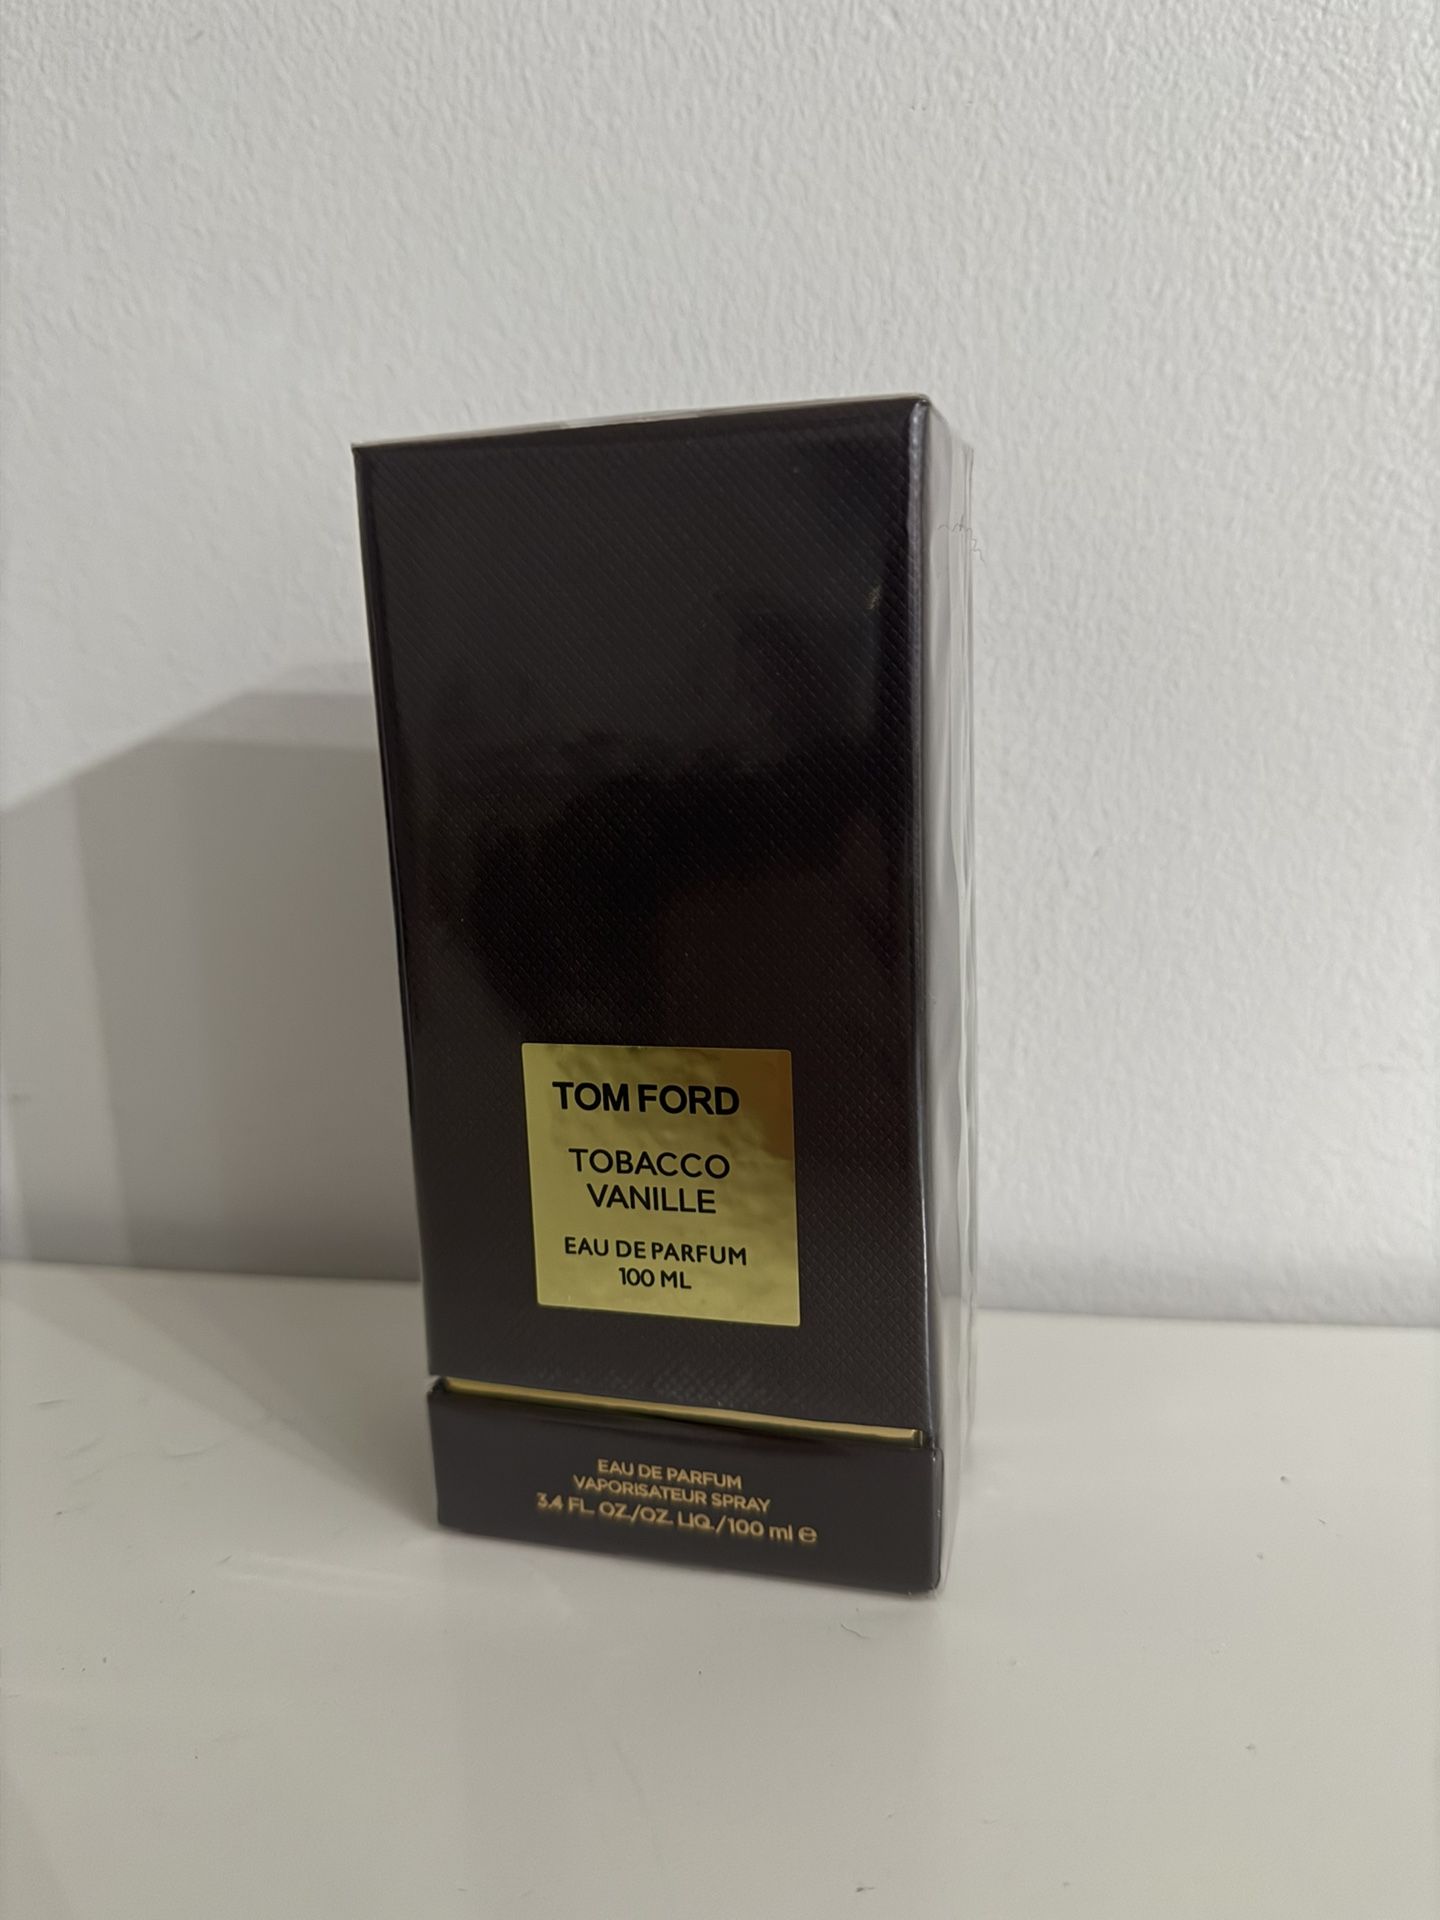 TOM FORD
TOBACCO
VANILLE
EAU DE PARFUM
100 ML
EAU DE PARFUM
VAPORISATEUR SPRAY
3.4 FL. OZ./OZ. LIQ./100 ml ℮